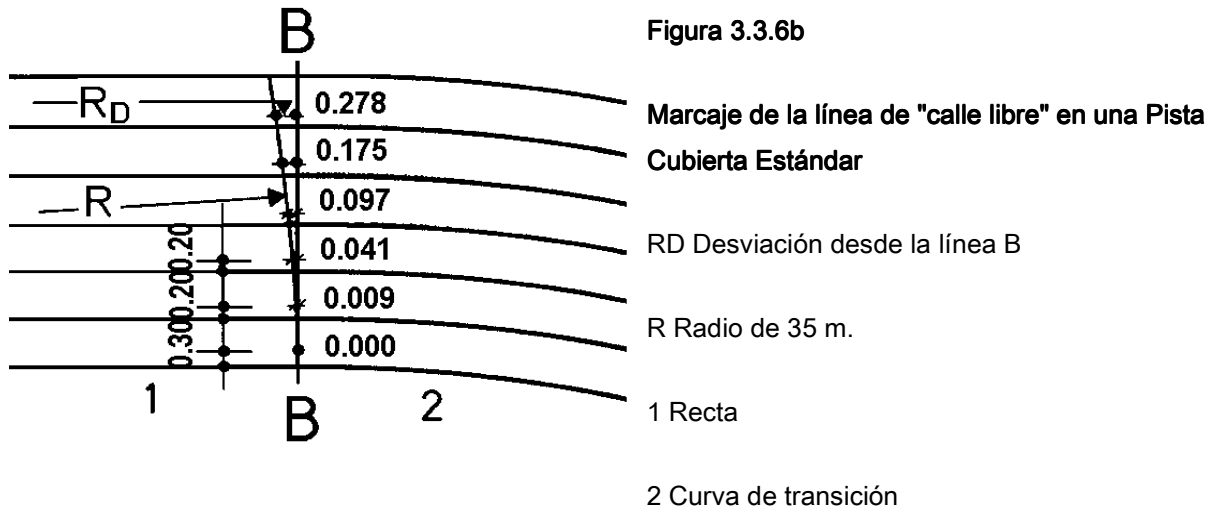 B
R_D
0.278
0.175
R
0.097
0.20
0.041
0.20
0.009
0.30
0.000
1
B
2
Figura 3.3.6b
Marcaje de la línea de "calle libre" en una Pista
Cubierta Estándar
RD Desviación desde la línea B
R Radio de 35 m.
1 Recta
2 Curva de transición